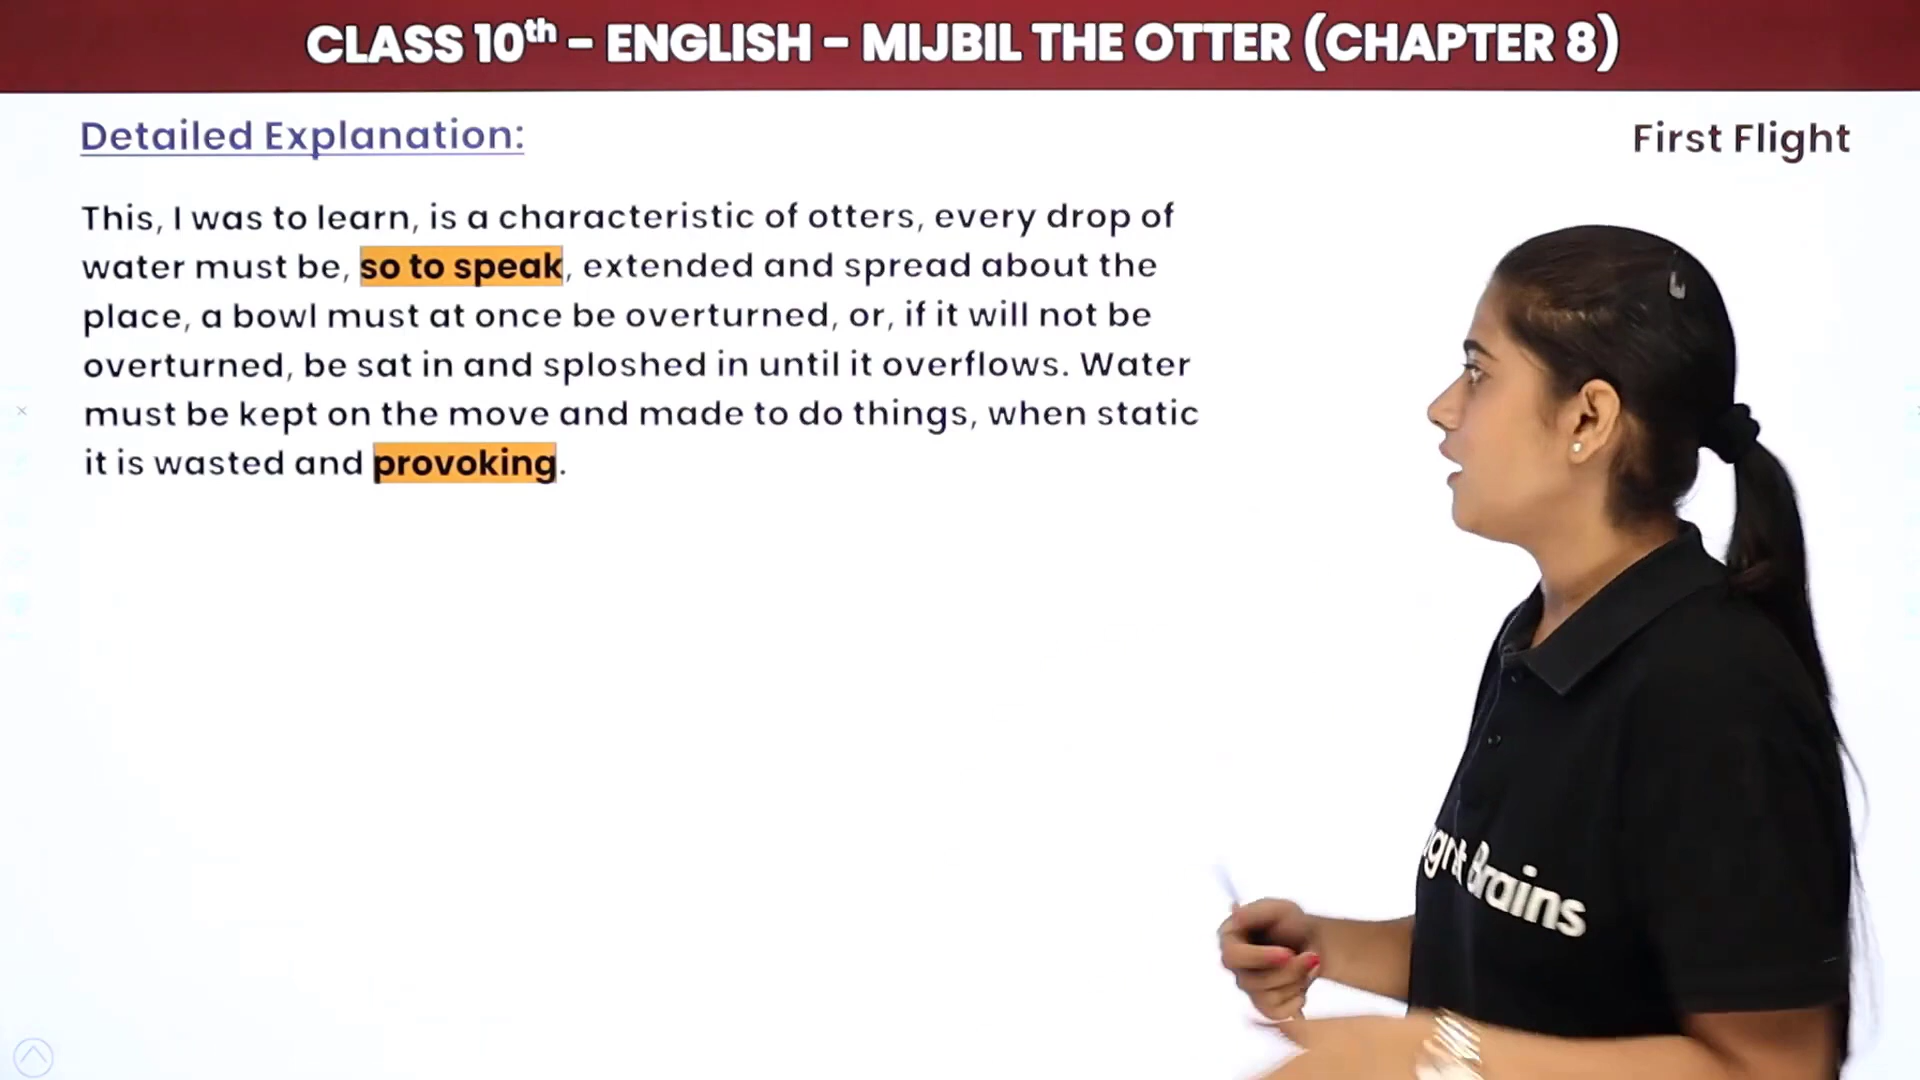 CLASS 10th - ENGLISH - MIJBIL THE OTTER (CHAPTER 8)
Detailed Explanation:
First Flight
This, I was to learn, is a characteristic of otters, every drop of
water must be, so to speak, extended and spread about the
place, a bowl must at once be overturned, or, if it will not be
overturned, be sat in and sploshed in until it overflows. Water
must be kept on the move and made to do things, when static
it is wasted and provoking.
Brains